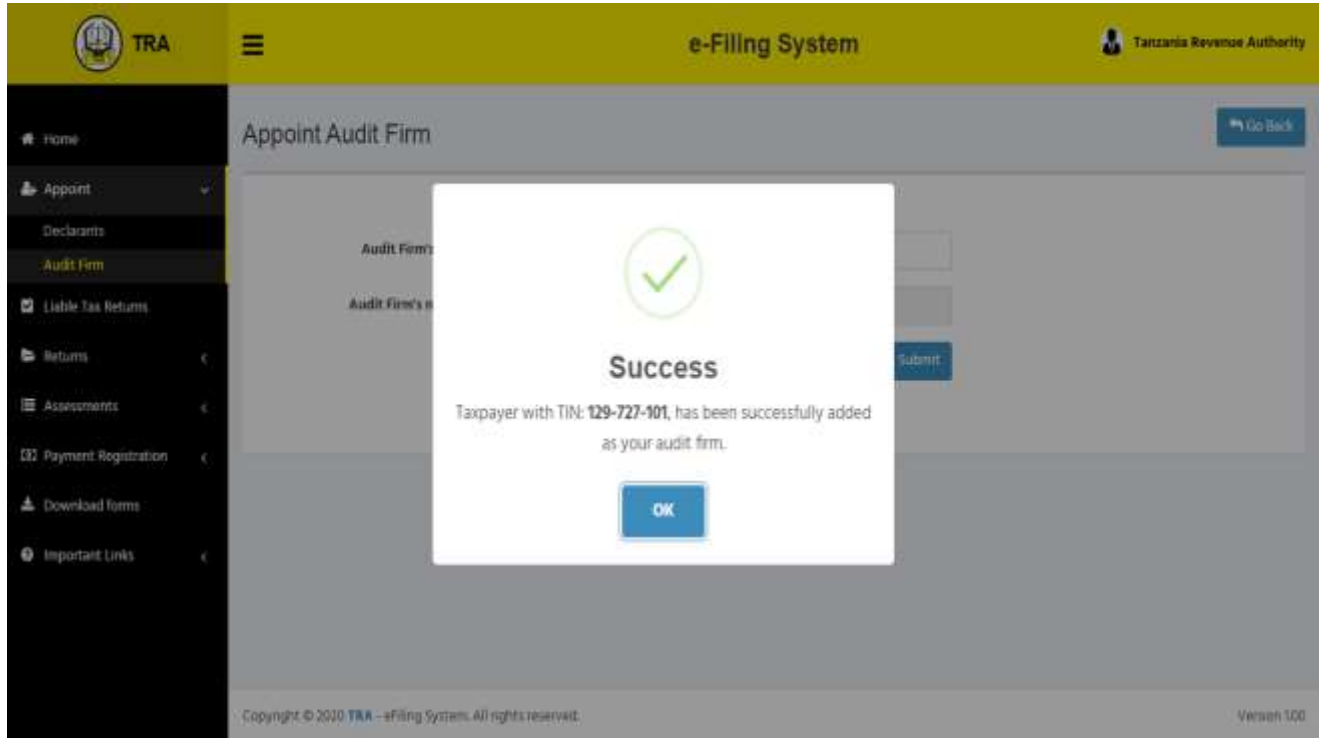 TRA
e-Filing System
Tanzania Revenue Authority
Home
Appoint
Declarants
Audit Firm
Liable Tax Returns
Returns
Assessments
Payment Registration
Download forms
Important Links
Appoint Audit Firm
Go Back
Audit Firm's
Audit Firm's n
Submit
Success
Taxpayer with TIN: 129-727-101, has been successfully added
as your audit firm.
OK
Copyright © 2020 TRA - eFiling System. All rights reserved.
Version 1.0.0